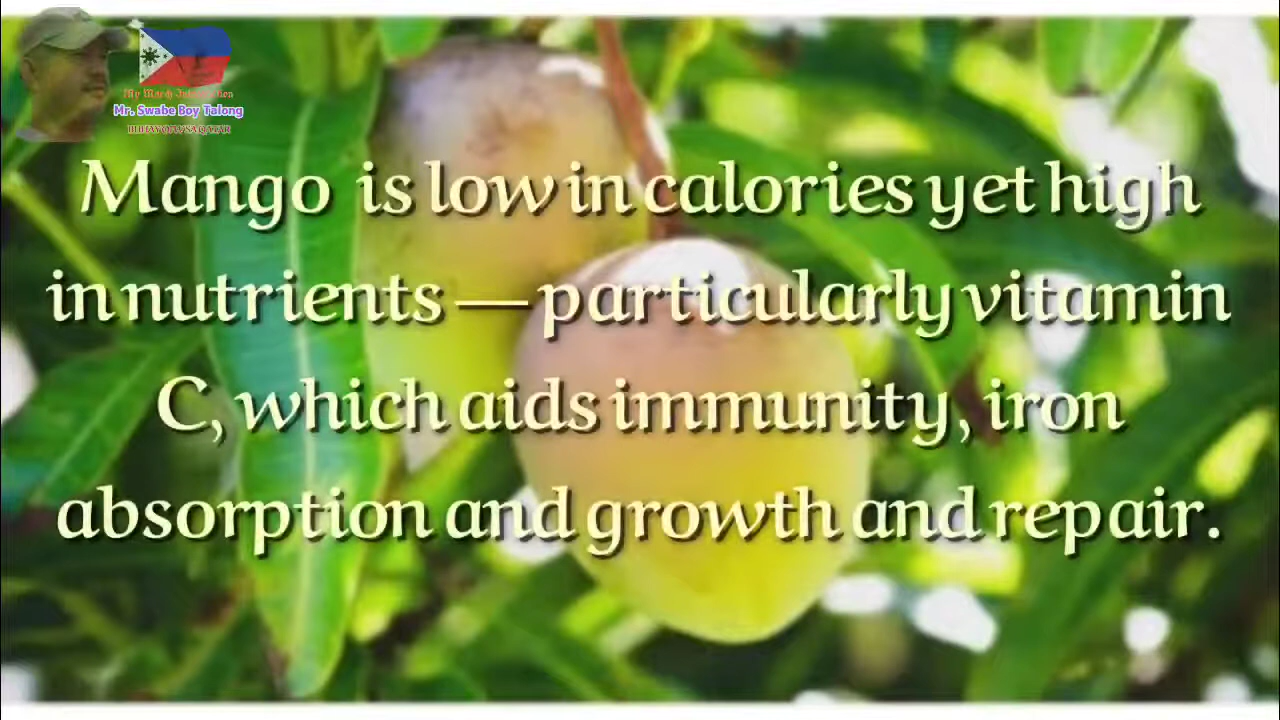 Mr. Swabe Boy Talong
Mango is low in calories yet high
in nutrients — particularly vitamin
C, which aids immunity, iron
absorption and growth and repair.